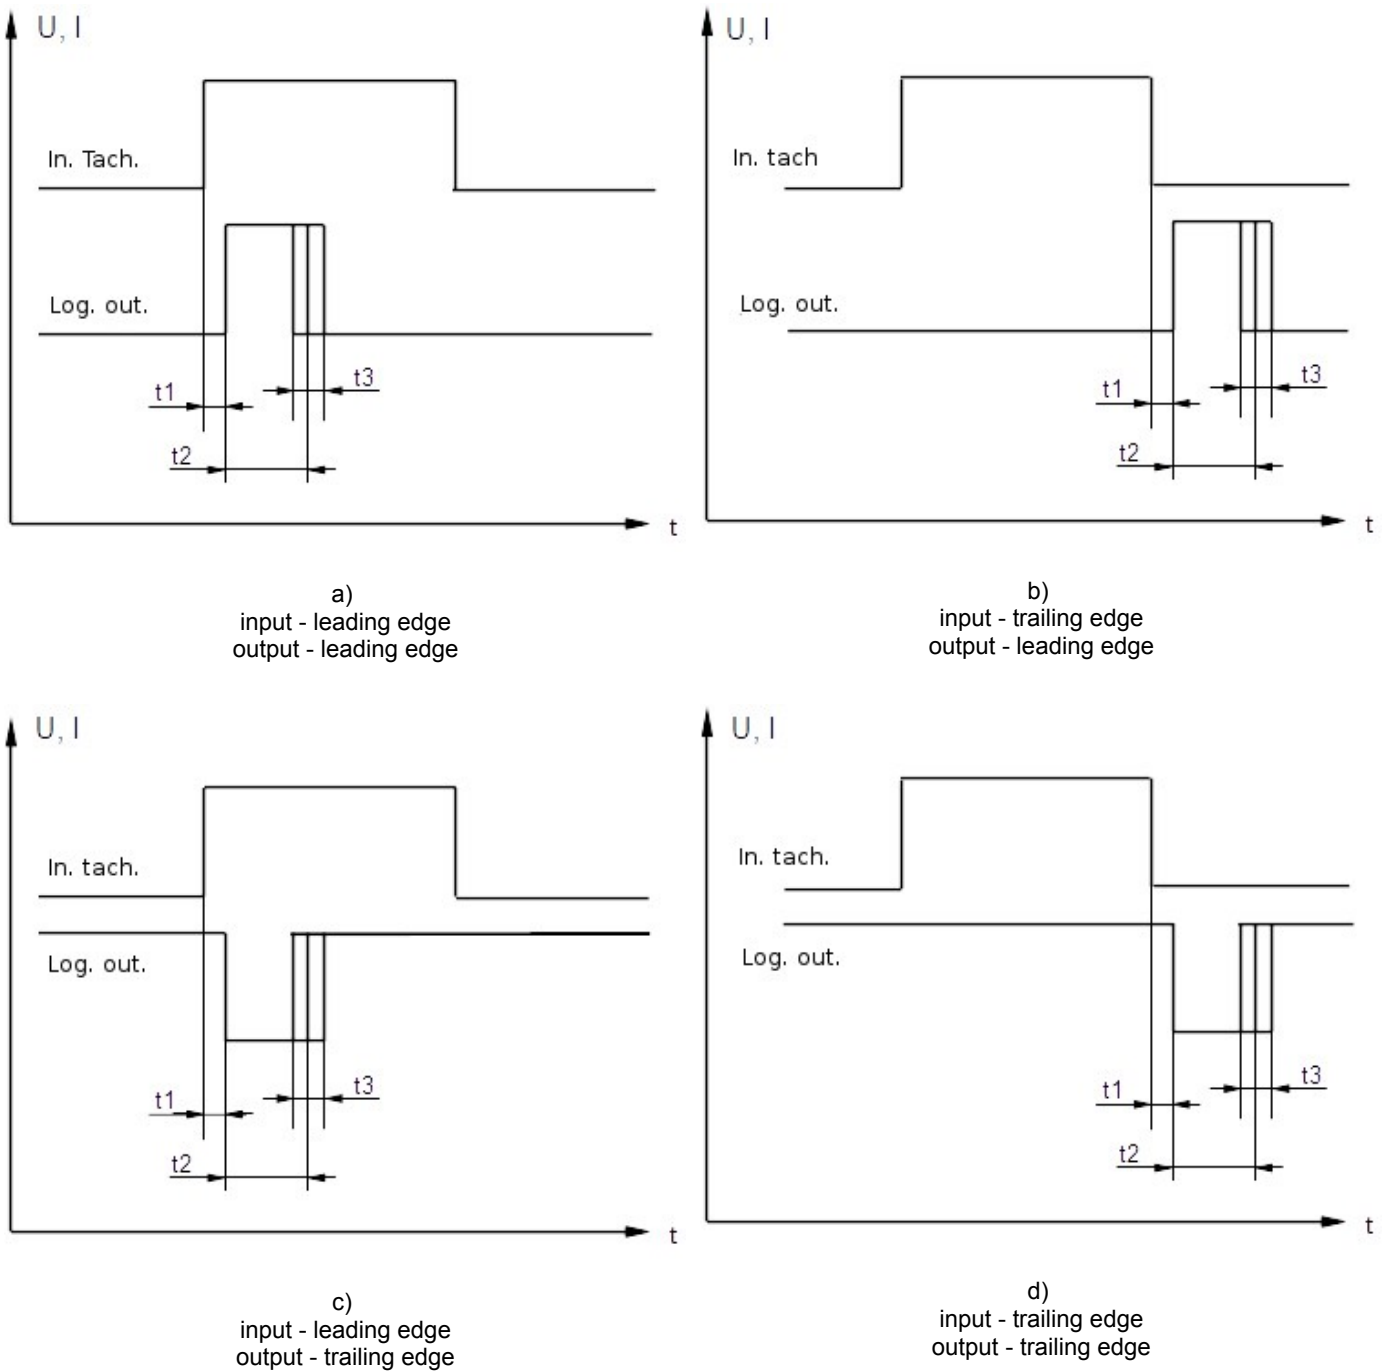 U, I
In. Tach.
Log. out.
t1
t3
t2
t
a)
input - leading edge
output - leading edge
U, I
In. tach
Log. out.
t1
t3
t2
t
b)
input - trailing edge
output - leading edge
U, I
In. tach.
Log. out.
t1
t3
t2
t
c)
input - leading edge
output - trailing edge
U, I
In. tach.
Log. out.
t1
t3
t2
t
d)
input - trailing edge
output - trailing edge